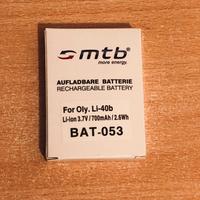 mtb
more energy.
AUFLADBARE BATTERIE
RECHARGEABLE BATTERY
For Oly. Li-40b
Li-ion 3.7V / 700mAh / 2.6Wh
BAT-053